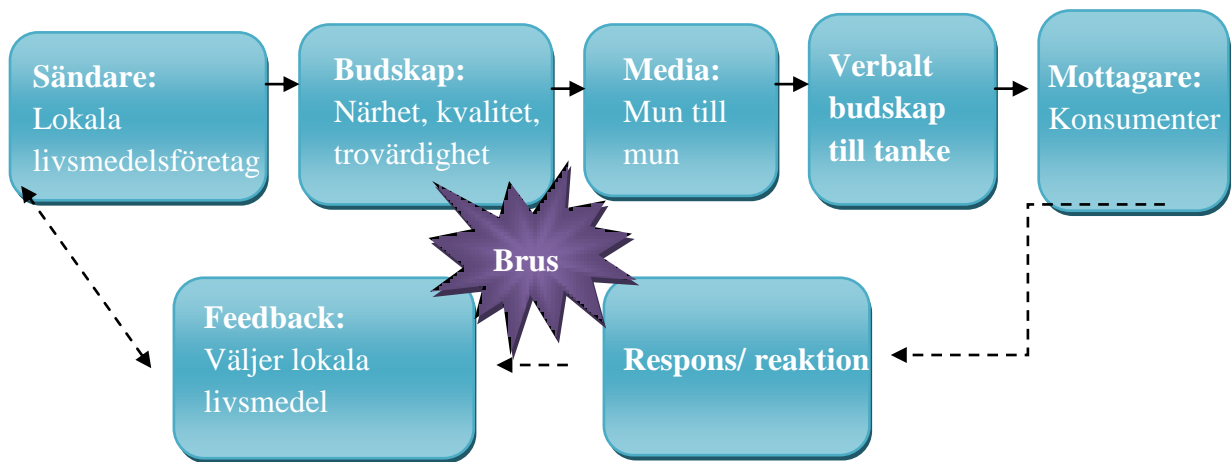 Sändare:
Lokala
livsmedelsföretag
Budskap:
Närhet, kvalitet,
trovärdighet
Media:
Mun till
mun
Verbalt
budskap
till tanke
Mottagare:
Konsumenter
Brus
Feedback:
Väljer lokala
livsmedel
Respons/ reaktion